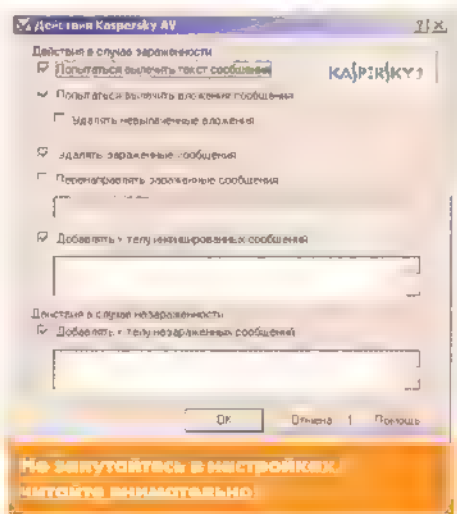 Действия Kaspersky AV
Действия в случае зараженности
Попытаться вылечить текст сообщения
KASPERSKY
Попытаться вылечить вложения сообщения
Удалять невылеченные вложения
Удалять зараженные сообщения
Перенаправлять зараженные сообщения
Добавлять к телу инфицированных сообщений
Действия в случае незараженности
Добавлять к телу незараженных сообщений
OK
Отмена
Помощь
Не запутайтесь в настройках,
читайте внимательно